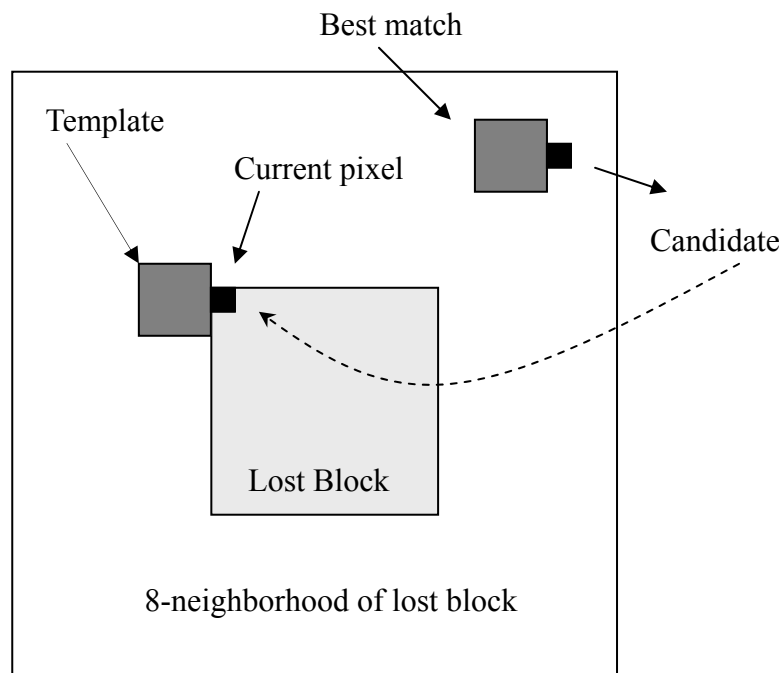 Best match
Template
Current pixel
Candidate
Lost Block
8-neighborhood of lost block